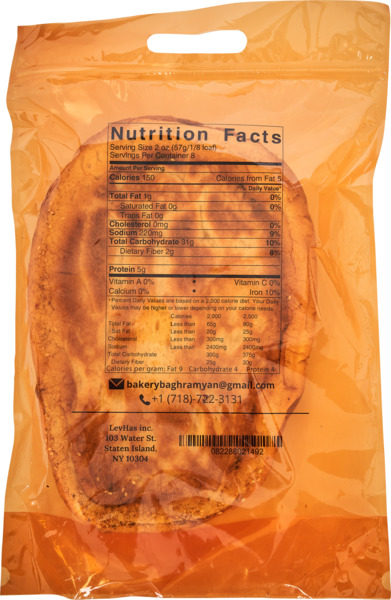 Nutrition Facts
Serving Size 2 oz (57g/1/8 loaf)
Servings Per Container 8
Amount Per Serving
Calories 150 Calories from Fat 5
% Daily Value*
Total Fat 1g 0%
Saturated Fat 0g 0%
Trans Fat 0g
Cholesterol 0mg 0%
Sodium 220mg 9%
Total Carbohydrate 31g 10%
Dietary Fiber 2g 8%
Protein 5g
Vitamin A 0% • Vitamin C 0%
Calcium 0% • Iron 10%
*Percent Daily Values are based on a 2,000 calorie diet. Your Daily
Values may be higher or lower depending on your calorie needs.
Calories 2,000 2,500
Total Fat Less than 65g 80g
Sat Fat Less than 20g 25g
Cholesterol Less than 300mg 300mg
Sodium Less than 2400mg 2400mg
Total Carbohydrate 300g 375g
Dietary Fiber 25g 30g
Calories per gram: Fat 9 Carbohydrate 4 Protein 4
bakerybaghramyan@gmail.com
+1 (718)-722-3131
LevHas inc.
103 Water St.
Staten Island,
NY 10304
082288021492